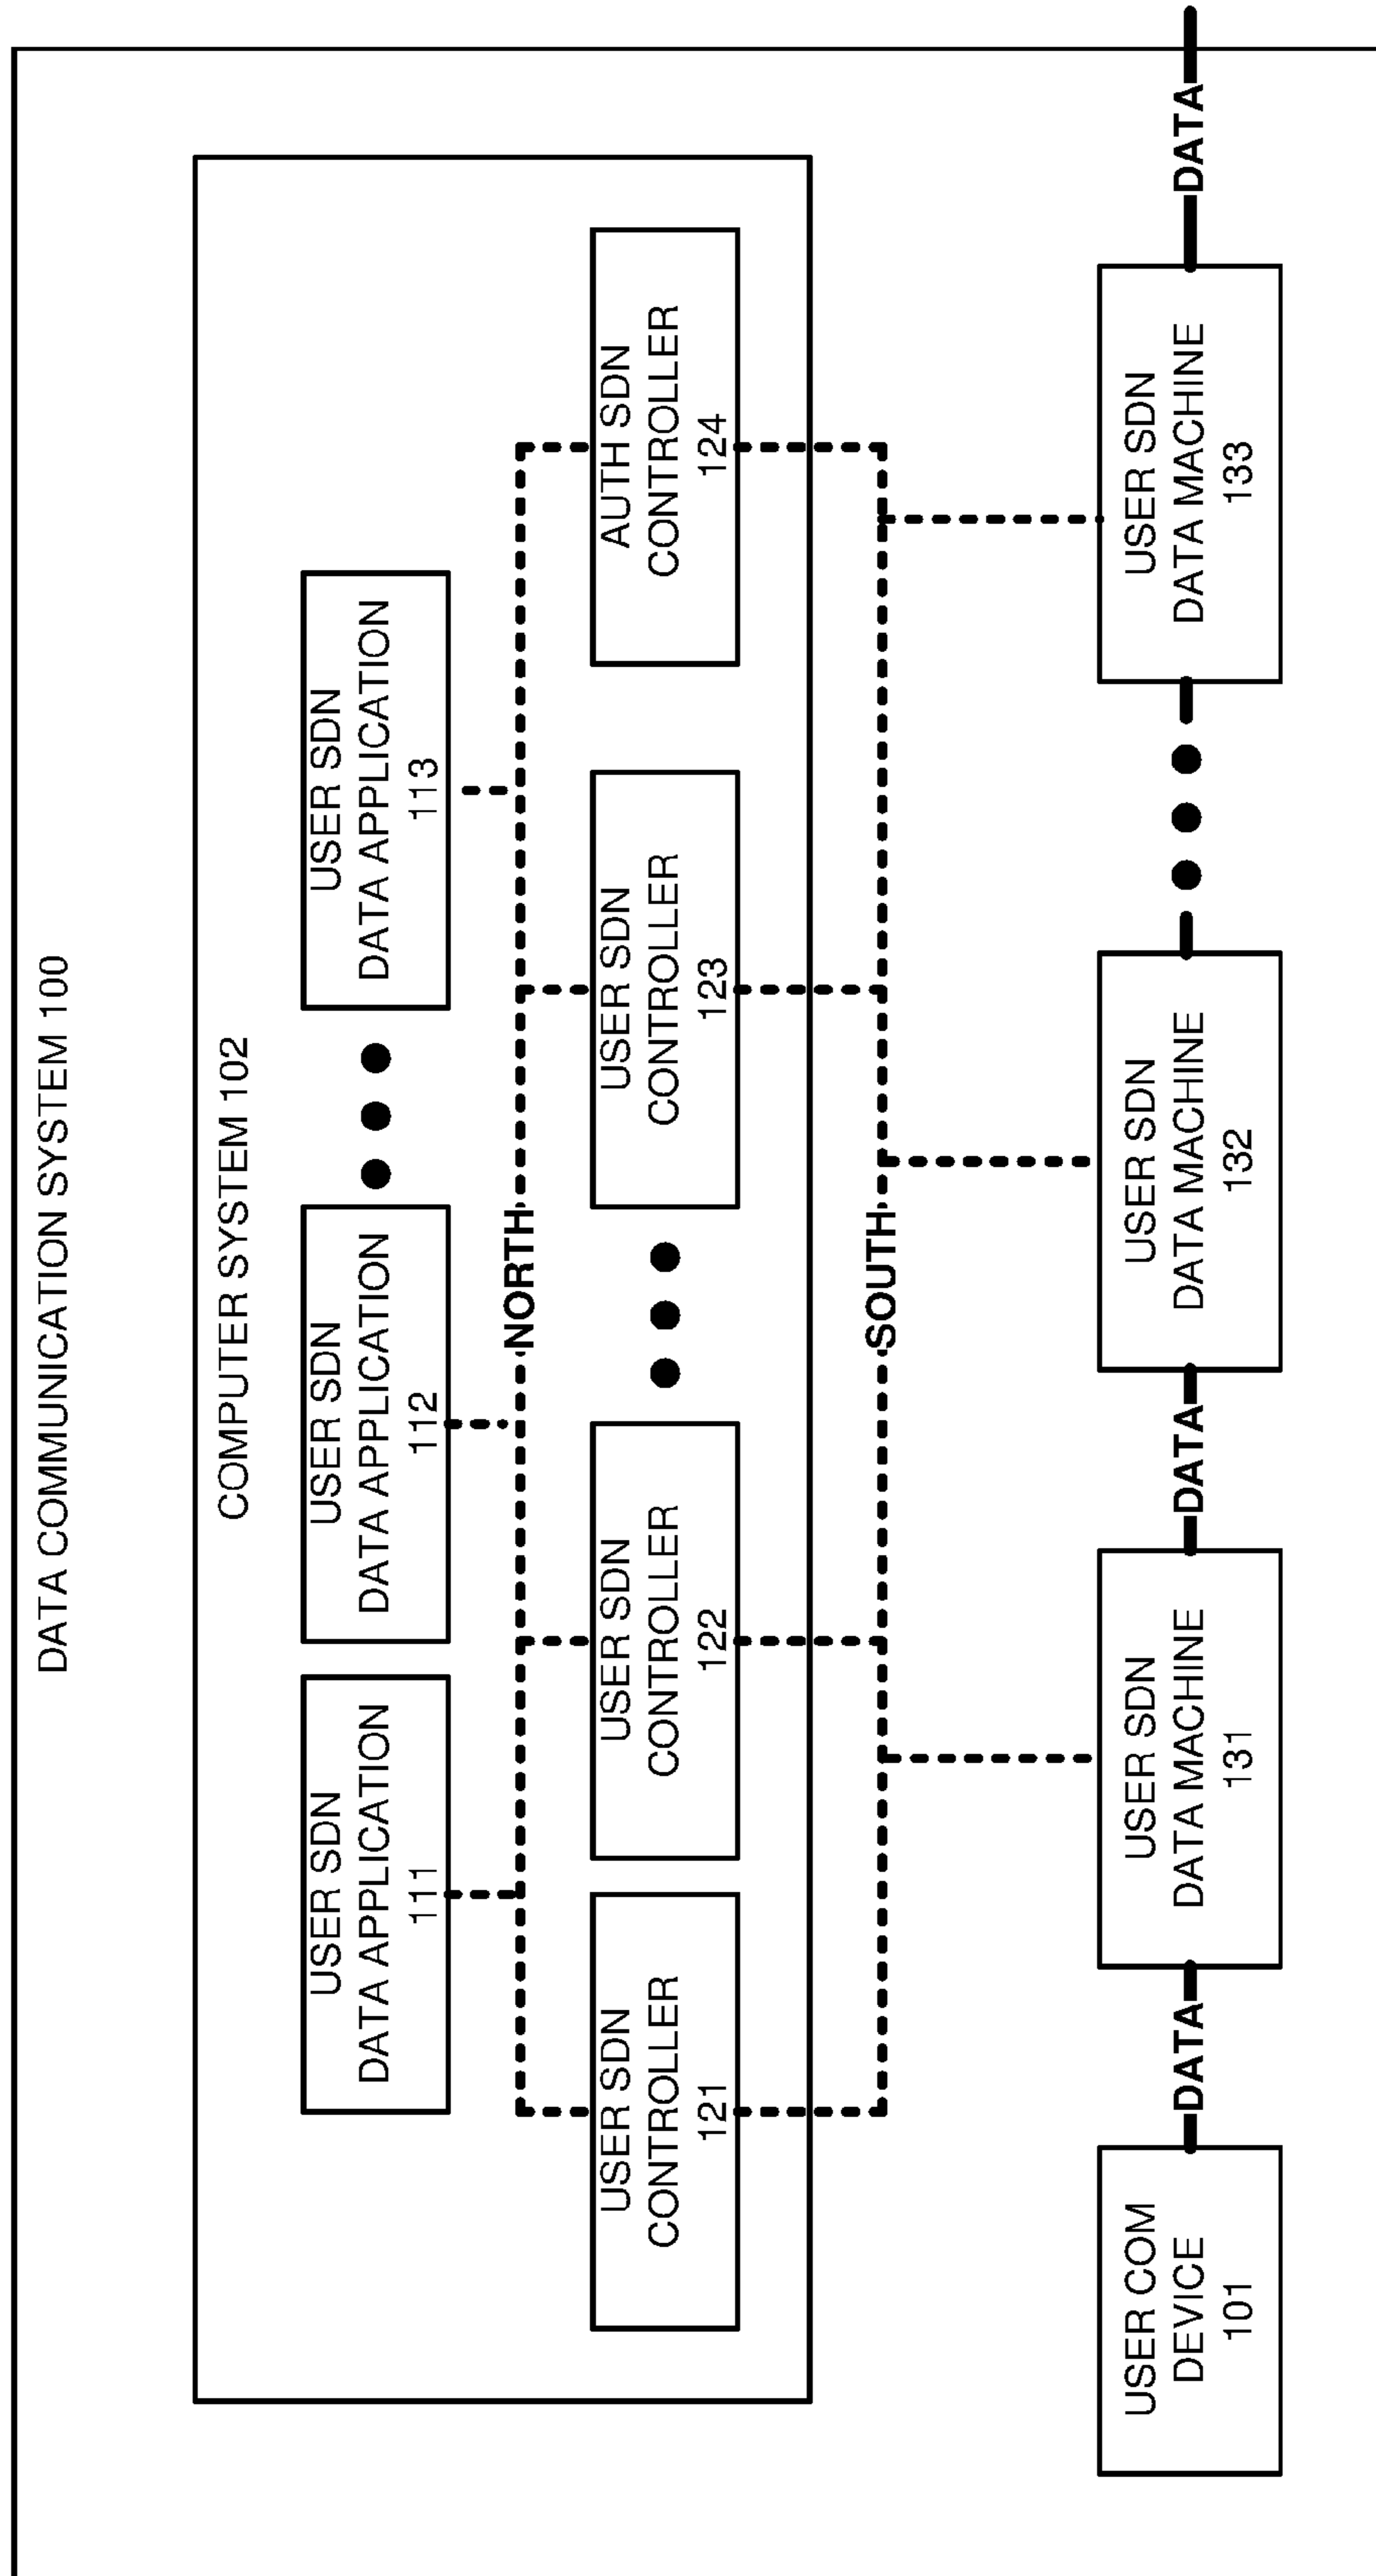 DATA COMMUNICATION SYSTEM 100
COMPUTER SYSTEM 102
USER SDN
DATA APPLICATION
111
USER SDN
DATA APPLICATION
112
USER SDN
DATA APPLICATION
113
NORTH
USER SDN
CONTROLLER
121
USER SDN
CONTROLLER
122
USER SDN
CONTROLLER
123
AUTH SDN
CONTROLLER
124
SOUTH
USER COM
DEVICE
101
DATA
USER SDN
DATA MACHINE
131
DATA
USER SDN
DATA MACHINE
132
USER SDN
DATA MACHINE
133
DATA